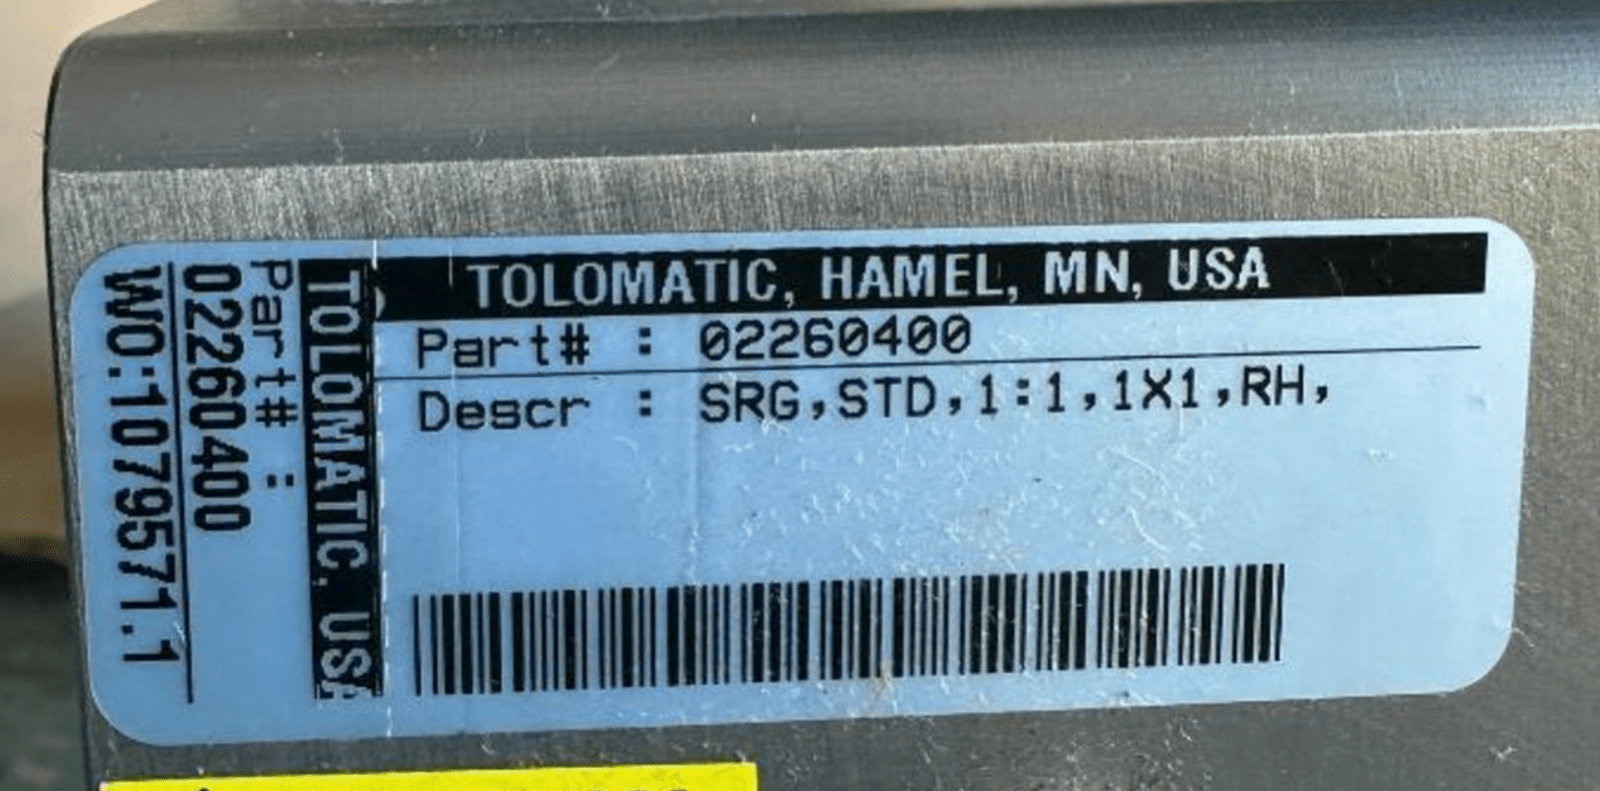 TOLOMATIC, HAMEL, MN, USA
Part# : 02260400
Descr : SRG,STD,1:1,1X1,RH,
TOLOMATIC, USA
Part# :
02260400
WO:1079571.1